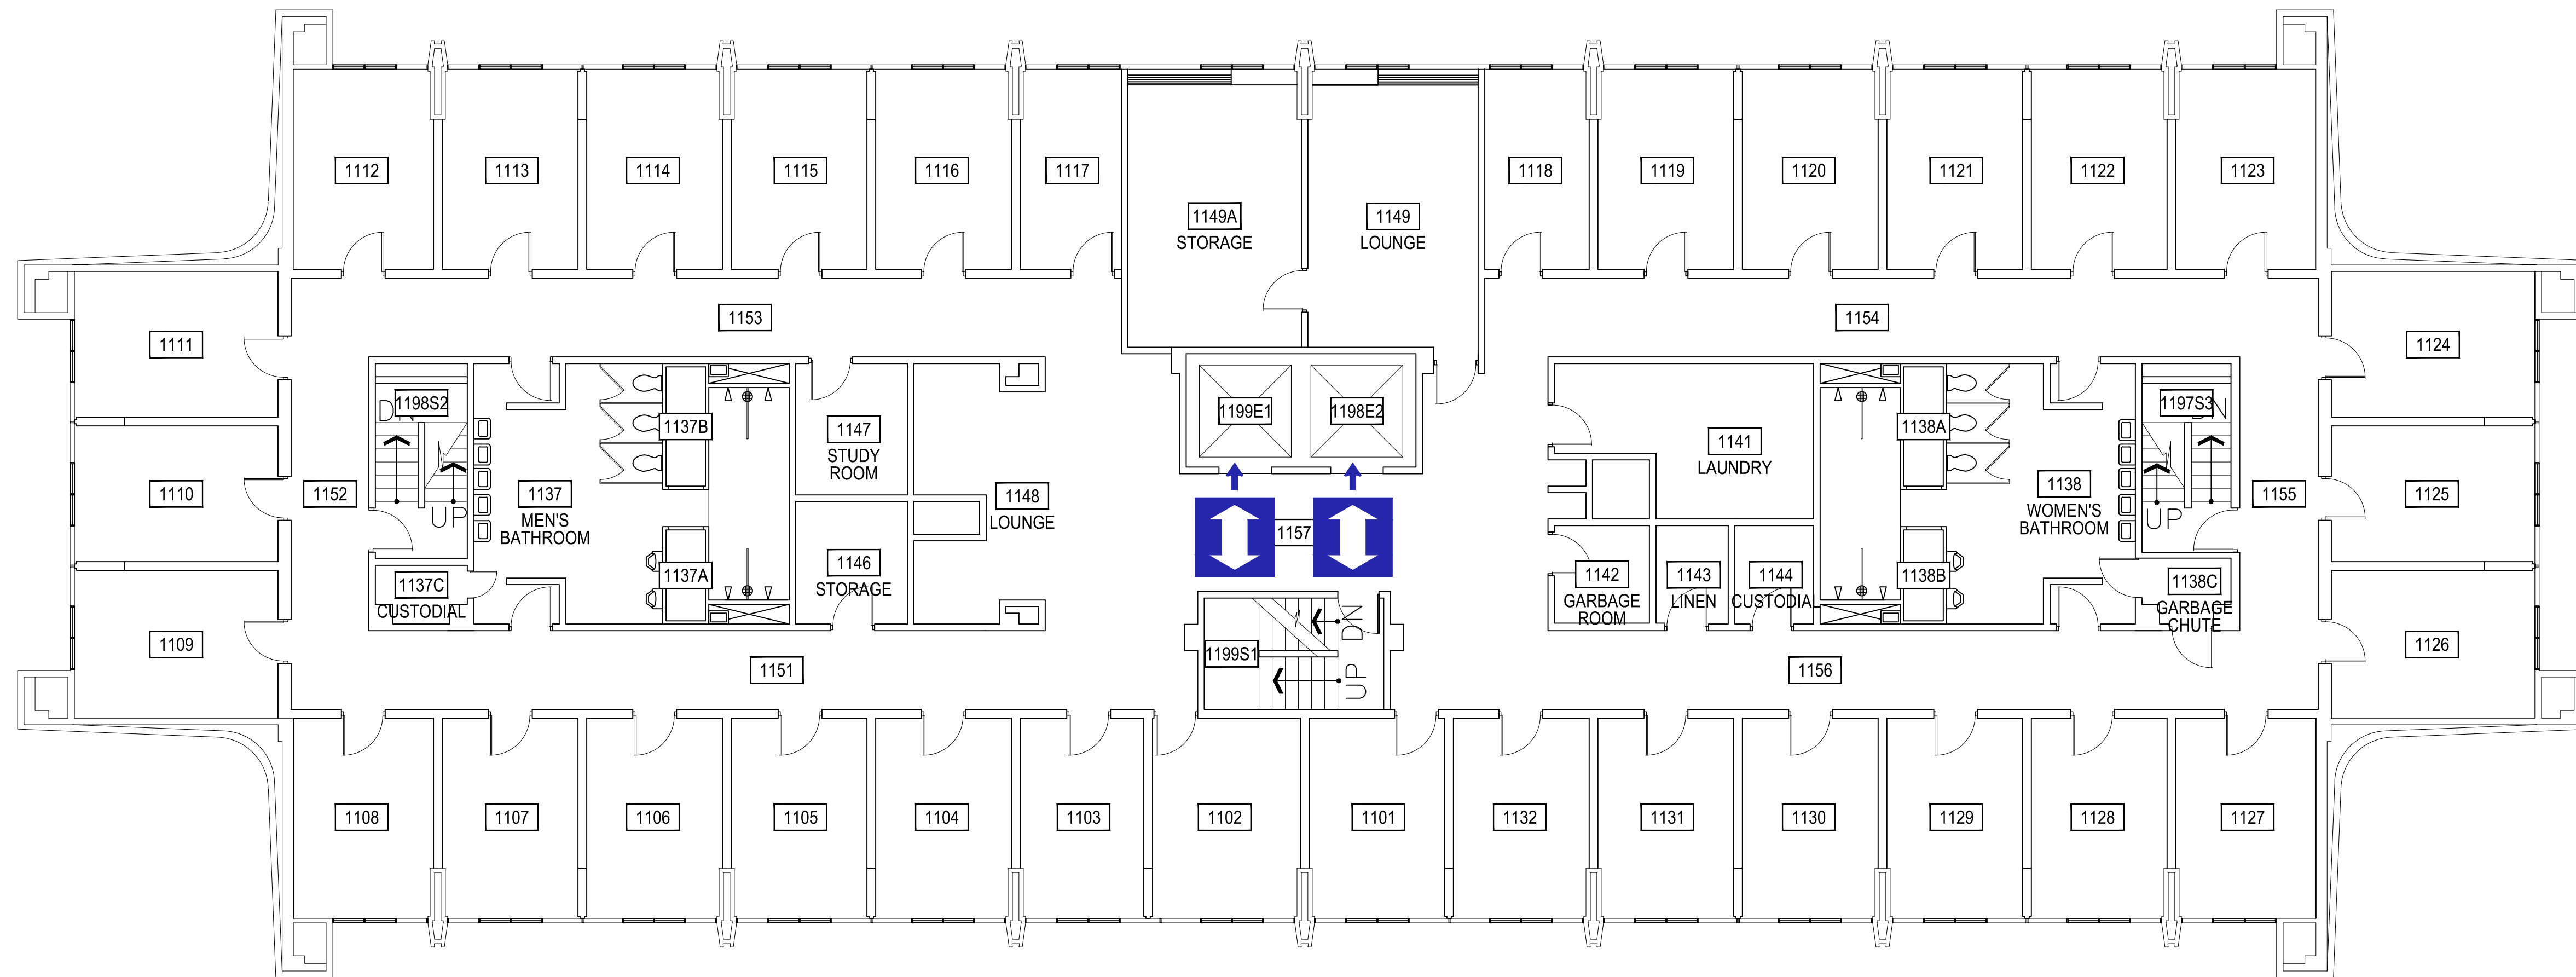 1112
1113
1114
1115
1116
1117
1149A
STORAGE
1149
LOUNGE
1118
1119
1120
1121
1122
1123
1111
1153
1154
1124
1198S2
DN
1137B
1147
STUDY
ROOM
1199E1
1198E2
1141
LAUNDRY
1138A
1197S3
DN
1110
1152
UP
1137
MEN'S
BATHROOM
1148
LOUNGE
1157
1138
WOMEN'S
BATHROOM
UP
1155
1125
1137C
CUSTODIAL
1137A
1146
STORAGE
1142
GARBAGE
ROOM
1143
LINEN
1144
CUSTODIAL
1138B
1138C
GARBAGE
CHUTE
1109
1151
1199S1
DN
UP
1156
1126
1108
1107
1106
1105
1104
1103
1102
1101
1132
1131
1130
1129
1128
1127